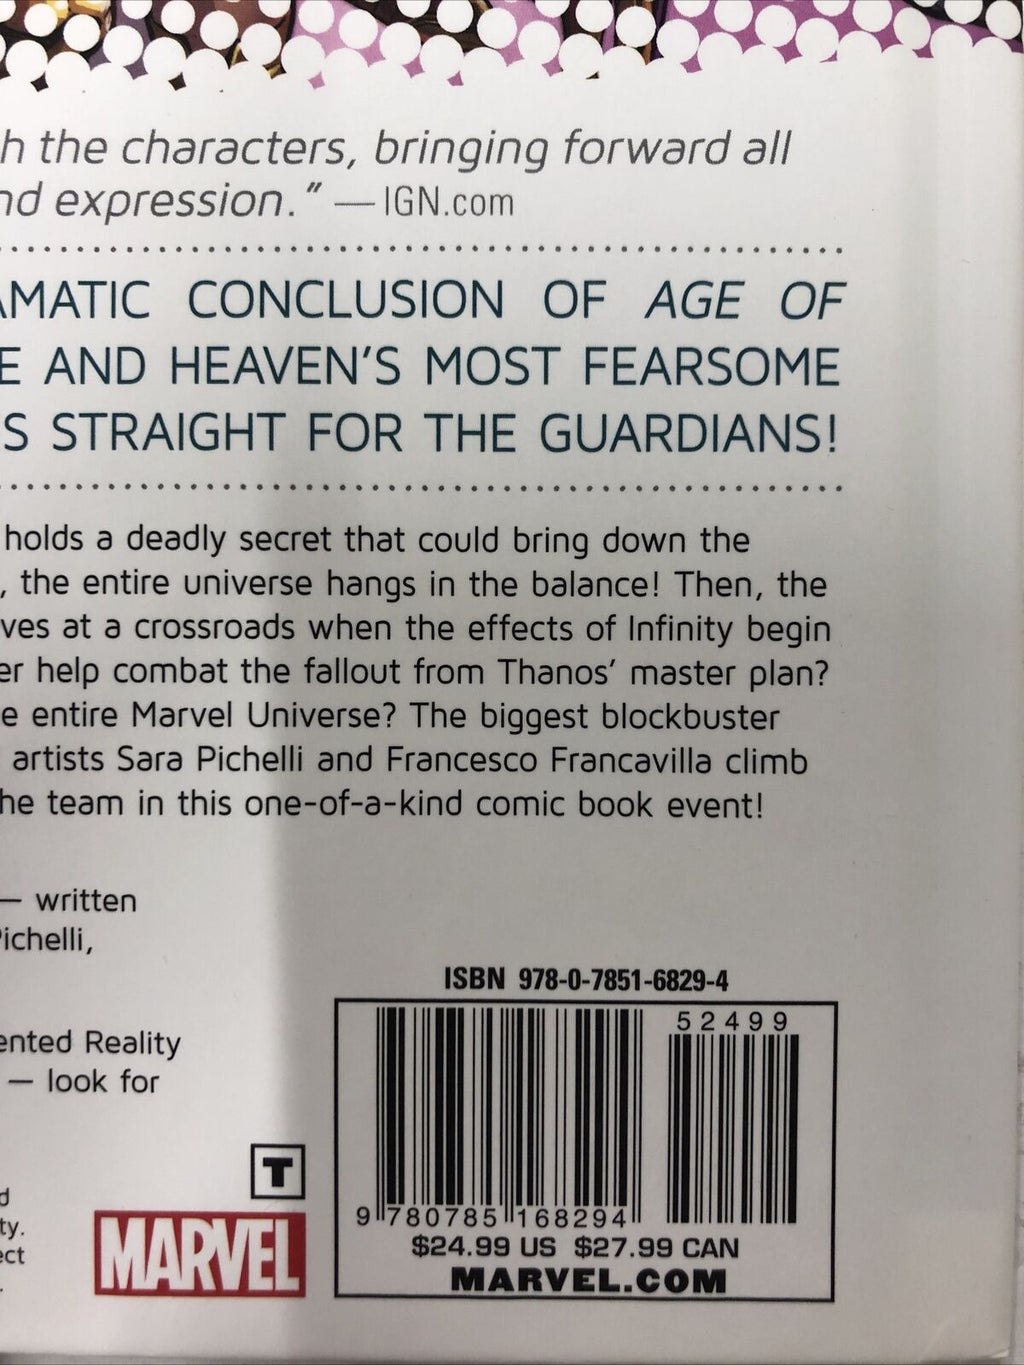 h the characters, bringing forward all
nd expression.” — IGN.com
AMATIC CONCLUSION OF AGE OF
E AND HEAVEN’S MOST FEARSOME
S STRAIGHT FOR THE GUARDIANS!
holds a deadly secret that could bring down the
, the entire universe hangs in the balance! Then, the
ves at a crossroads when the effects of Infinity begin
er help combat the fallout from Thanos’ master plan?
e entire Marvel Universe? The biggest blockbuster
artists Sara Pichelli and Francesco Francavilla climb
he team in this one-of-a-kind comic book event!
— written
Pichelli,
ented Reality
— look for
d
ty.
ect
.
T
MARVEL
ISBN 978-0-7851-6829-4
52499
9 780785 168294
$24.99 US $27.99 CAN
MARVEL.COM